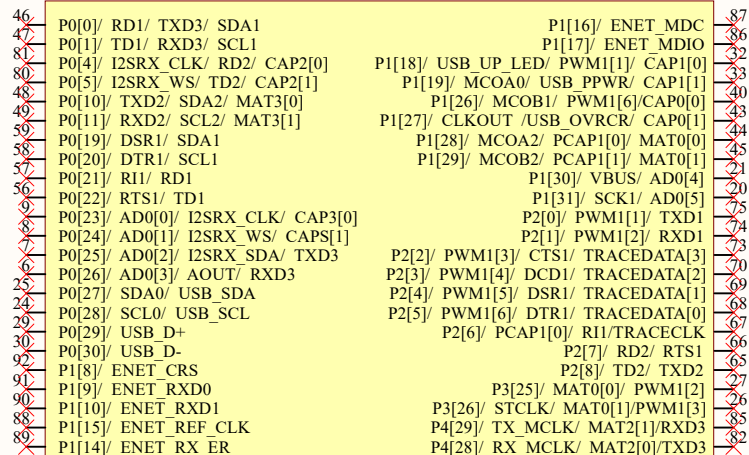 46 P0[0]/ RD1/ TXD3/ SDA1 P1[16]/ ENET_MDC 87
47 P0[1]/ TD1/ RXD3/ SCL1 P1[17]/ ENET_MDIO 86
81 P0[4]/ I2SRX_CLK/ RD2/ CAP2[0] P1[18]/ USB_UP_LED/ PWM1[1]/ CAP1[0] 32
80 P0[5]/ I2SRX_WS/ TD2/ CAP2[1] P1[19]/ MCOA0/ USB_PPWR/ CAP1[1] 33
48 P0[10]/ TXD2/ SDA2/ MAT3[0] P1[26]/ MCOB1/ PWM1[6]/CAP0[0] 40
49 P0[11]/ RXD2/ SCL2/ MAT3[1] P1[27]/ CLKOUT /USB_OVRCR/ CAP0[1] 43
59 P0[19]/ DSR1/ SDA1 P1[28]/ MCOA2/ PCAP1[0]/ MAT0[0] 44
58 P0[20]/ DTR1/ SCL1 P1[29]/ MCOB2/ PCAP1[1]/ MAT0[1] 45
57 P0[21]/ RI1/ RD1 P1[30]/ VBUS/ AD0[4] 21
56 P0[22]/ RTS1/ TD1 P1[31]/ SCK1/ AD0[5] 20
9 P0[23]/ AD0[0]/ I2SRX_CLK/ CAP3[0] P2[0]/ PWM1[1]/ TXD1 75
8 P0[24]/ AD0[1]/ I2SRX_WS/ CAPS[1] P2[1]/ PWM1[2]/ RXD1 74
7 P0[25]/ AD0[2]/ I2SRX_SDA/ TXD3 P2[2]/ PWM1[3]/ CTS1/ TRACEDATA[3] 73
6 P0[26]/ AD0[3]/ AOUT/ RXD3 P2[3]/ PWM1[4]/ DCD1/ TRACEDATA[2] 70
25 P0[27]/ SDA0/ USB_SDA P2[4]/ PWM1[5]/ DSR1/ TRACEDATA[1] 69
24 P0[28]/ SCL0/ USB_SCL P2[5]/ PWM1[6]/ DTR1/ TRACEDATA[0] 68
29 P0[29]/ USB_D+ P2[6]/ PCAP1[0]/ RI1/TRACECLK 67
30 P0[30]/ USB_D- P2[7]/ RD2/ RTS1 66
92 P1[8]/ ENET_CRS P2[8]/ TD2/ TXD2 65
91 P1[9]/ ENET_RXD0 P3[25]/ MAT0[0]/ PWM1[2] 27
90 P1[10]/ ENET_RXD1 P3[26]/ STCLK/ MAT0[1]/PWM1[3] 26
88 P1[15]/ ENET_REF_CLK P4[29]/ TX_MCLK/ MAT2[1]/RXD3 85
89 P1[14]/ ENET_RX_ER P4[28]/ RX_MCLK/ MAT2[0]/TXD3 82